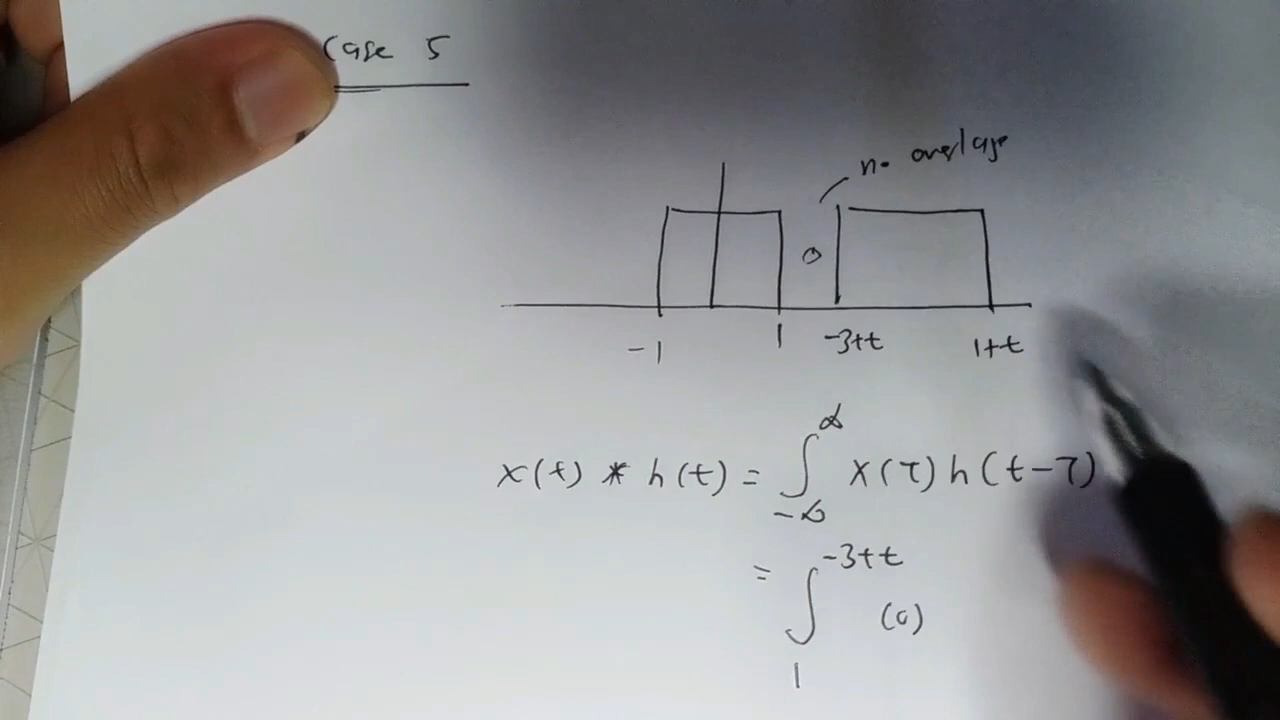 Case 5
no overlap
0
-1 1 -3+t 1+t
x(t) * h(t) = ∫_{-∞}^{∞} x(τ) h(t-τ)
= ∫_{1}^{-3+t} (0)